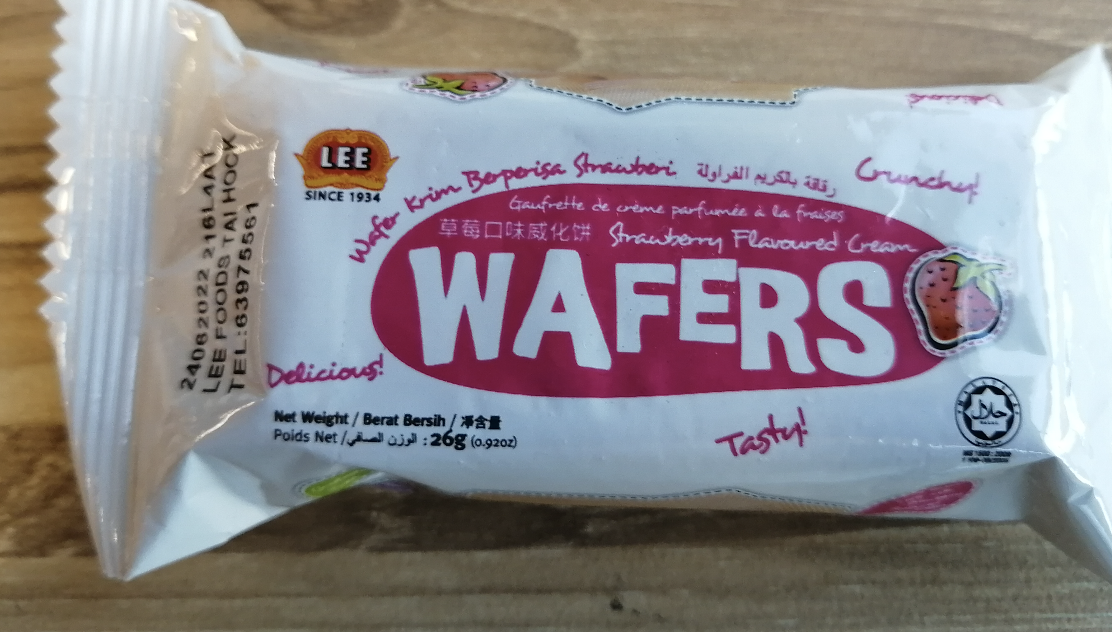 LEE
SINCE 1934
Wafer Krim Berperisa Strawberi
رقاقة بالكريم الفراولة
Crunchy!
Gaufrette de crème parfumée à la fraises
草莓口味威化饼 Strawberry Flavoured Cream
WAFERS
Delicious!
Tasty!
Net Weight / Berat Bersih / 净含量
Poids Net / الوزن الصافي : 26g (0.92oz)
حلال
24062022 216L4A1
LEE FOODS TAI HOCK
TEL:63975561